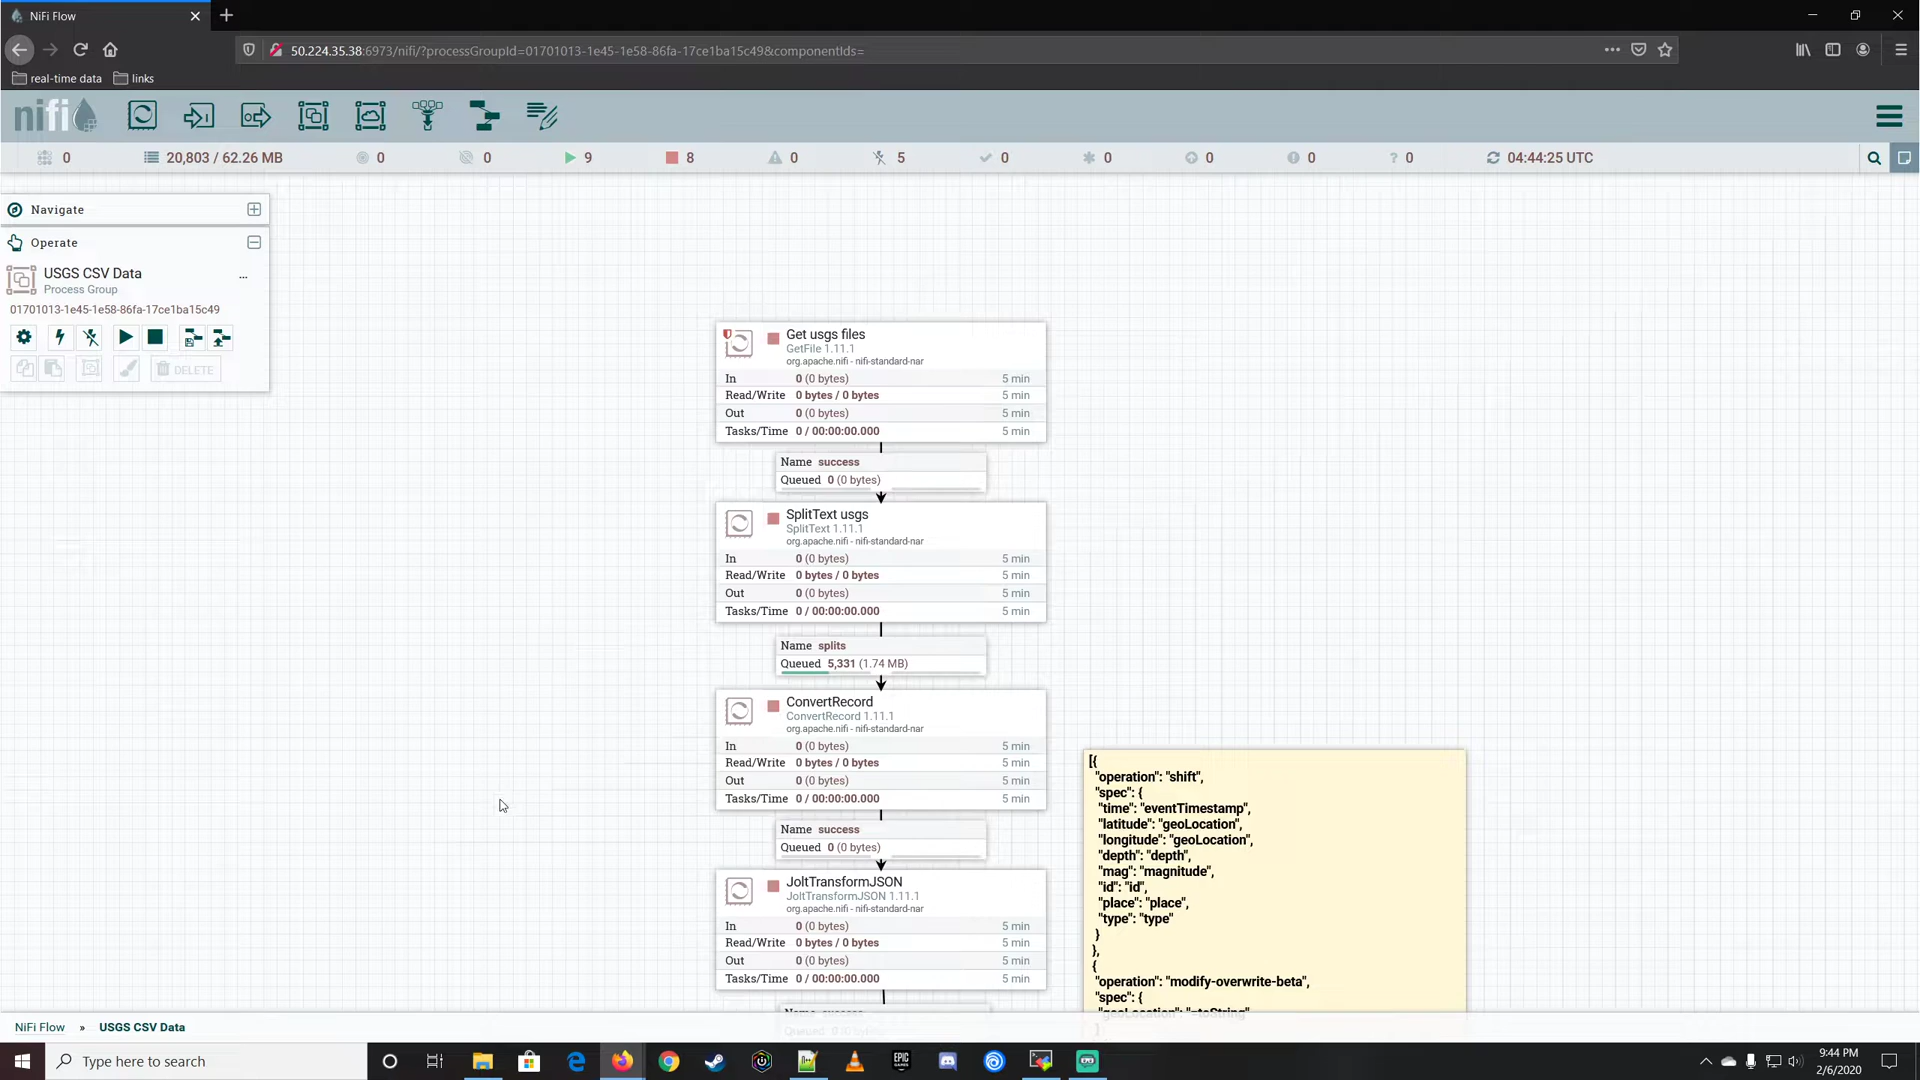 NiFi Flow
50.224.35.38:6973/nifi/?processGroupId=01701013-1e45-1e58-86fa-17ce1ba15c49&componentIds=
real-time data
links
nifi
0
20,803 / 62.26 MB
0
0
9
8
0
5
0
0
0
0
0
04:44:25 UTC
Navigate
Operate
USGS CSV Data
Process Group
...
01701013-1e45-1e58-86fa-17ce1ba15c49
DELETE
Get usgs files
GetFile 1.11.1
org.apache.nifi - nifi-standard-nar
In 0 (0 bytes) 5 min
Read/Write 0 bytes / 0 bytes 5 min
Out 0 (0 bytes) 5 min
Tasks/Time 0 / 00:00:00.000 5 min
Name success
Queued 0 (0 bytes)
SplitText usgs
SplitText 1.11.1
org.apache.nifi - nifi-standard-nar
In 0 (0 bytes) 5 min
Read/Write 0 bytes / 0 bytes 5 min
Out 0 (0 bytes) 5 min
Tasks/Time 0 / 00:00:00.000 5 min
Name splits
Queued 5,331 (1.74 MB)
ConvertRecord
ConvertRecord 1.11.1
org.apache.nifi - nifi-standard-nar
In 0 (0 bytes) 5 min
Read/Write 0 bytes / 0 bytes 5 min
Out 0 (0 bytes) 5 min
Tasks/Time 0 / 00:00:00.000 5 min
Name success
Queued 0 (0 bytes)
JoltTransformJSON
JoltTransformJSON 1.11.1
org.apache.nifi - nifi-standard-nar
In 0 (0 bytes) 5 min
Read/Write 0 bytes / 0 bytes 5 min
Out 0 (0 bytes) 5 min
Tasks/Time 0 / 00:00:00.000 5 min
Name success
Queued 0 (0 bytes)
[{
"operation": "shift",
"spec": {
"time": "eventTimestamp",
"latitude": "geoLocation",
"longitude": "geoLocation",
"depth": "depth",
"mag": "magnitude",
"id": "id",
"place": "place",
"type": "type"
}
},
{
"operation": "modify-overwrite-beta",
"spec": {
"geoLocation": "=toString"
}
NiFi Flow » USGS CSV Data
Type here to search
EPIC GAMES
9:44 PM
2/6/2020